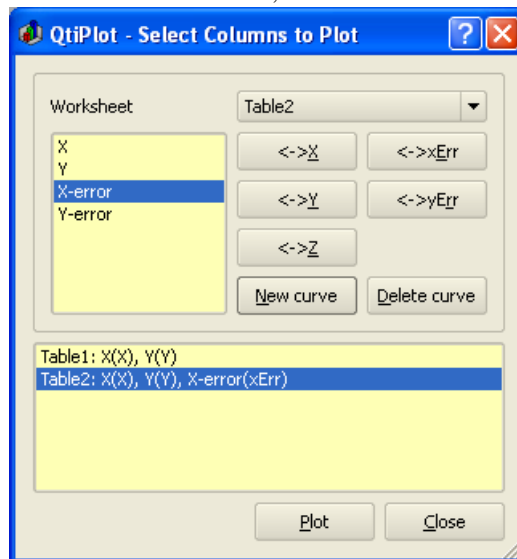 QtiPlot - Select Columns to Plot
Worksheet
Table2
X
Y
X-error
Y-error
<->X
<->xErr
<->Y
<->yErr
<->Z
New curve
Delete curve
Table1: X(X), Y(Y)
Table2: X(X), Y(Y), X-error(xErr)
Plot
Close